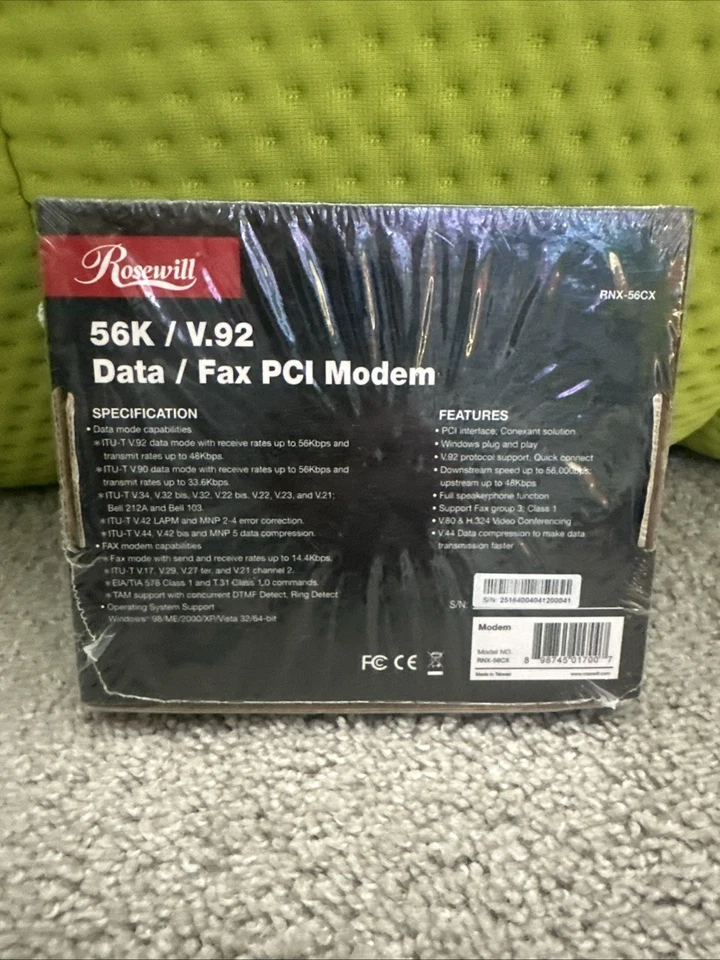 Rosewill
RNX-56CX
56K / V.92
Data / Fax PCI Modem
SPECIFICATION
• Data mode capabilities
* ITU-T V.92 data mode with receive rates up to 56Kbps and
transmit rates up to 48Kbps.
* ITU-T V.90 data mode with receive rates up to 56Kbps and
transmit rates up to 33.6Kbps.
* ITU-T V.34, V.32 bis, V.32, V.22 bis. V.22, V.23, and V.21;
Bell 212A and Bell 103.
* ITU-T V.42 LAPM and MNP 2-4 error correction.
* ITU-T V.44, V.42 bis and MNP 5 data compression.
• FAX modem capabilities
* Fax mode with send and receive rates up to 14.4Kbps.
* ITU-T V.17, V.29, V.27 ter, and V.21 channel 2.
* EIA/TIA 578 Class 1 and T.31 Class 1.0 commands.
* TAM support with concurrent DTMF Detect, Ring Detect
• Operating System Support
Windows 98/ME/2000/XP/Vista 32/64-bit
FEATURES
• PCI interface; Conexant solution.
• Windows plug and play
• V.92 protocol support, Quick connect
• Downstream speed up to 56,000bps;
upstream up to 48Kbps
• Full speakerphone function
• Support Fax group 3, Class 1
• V.80 & H.324 Video Conferencing
• V.44 Data compression to make data
transmission faster
S/N:
S/N: 25164004041200041
FC CE
Modem
Model NO.
RNX-56CX
8 98745 01700 7
Made in Taiwan
www.rosewill.com